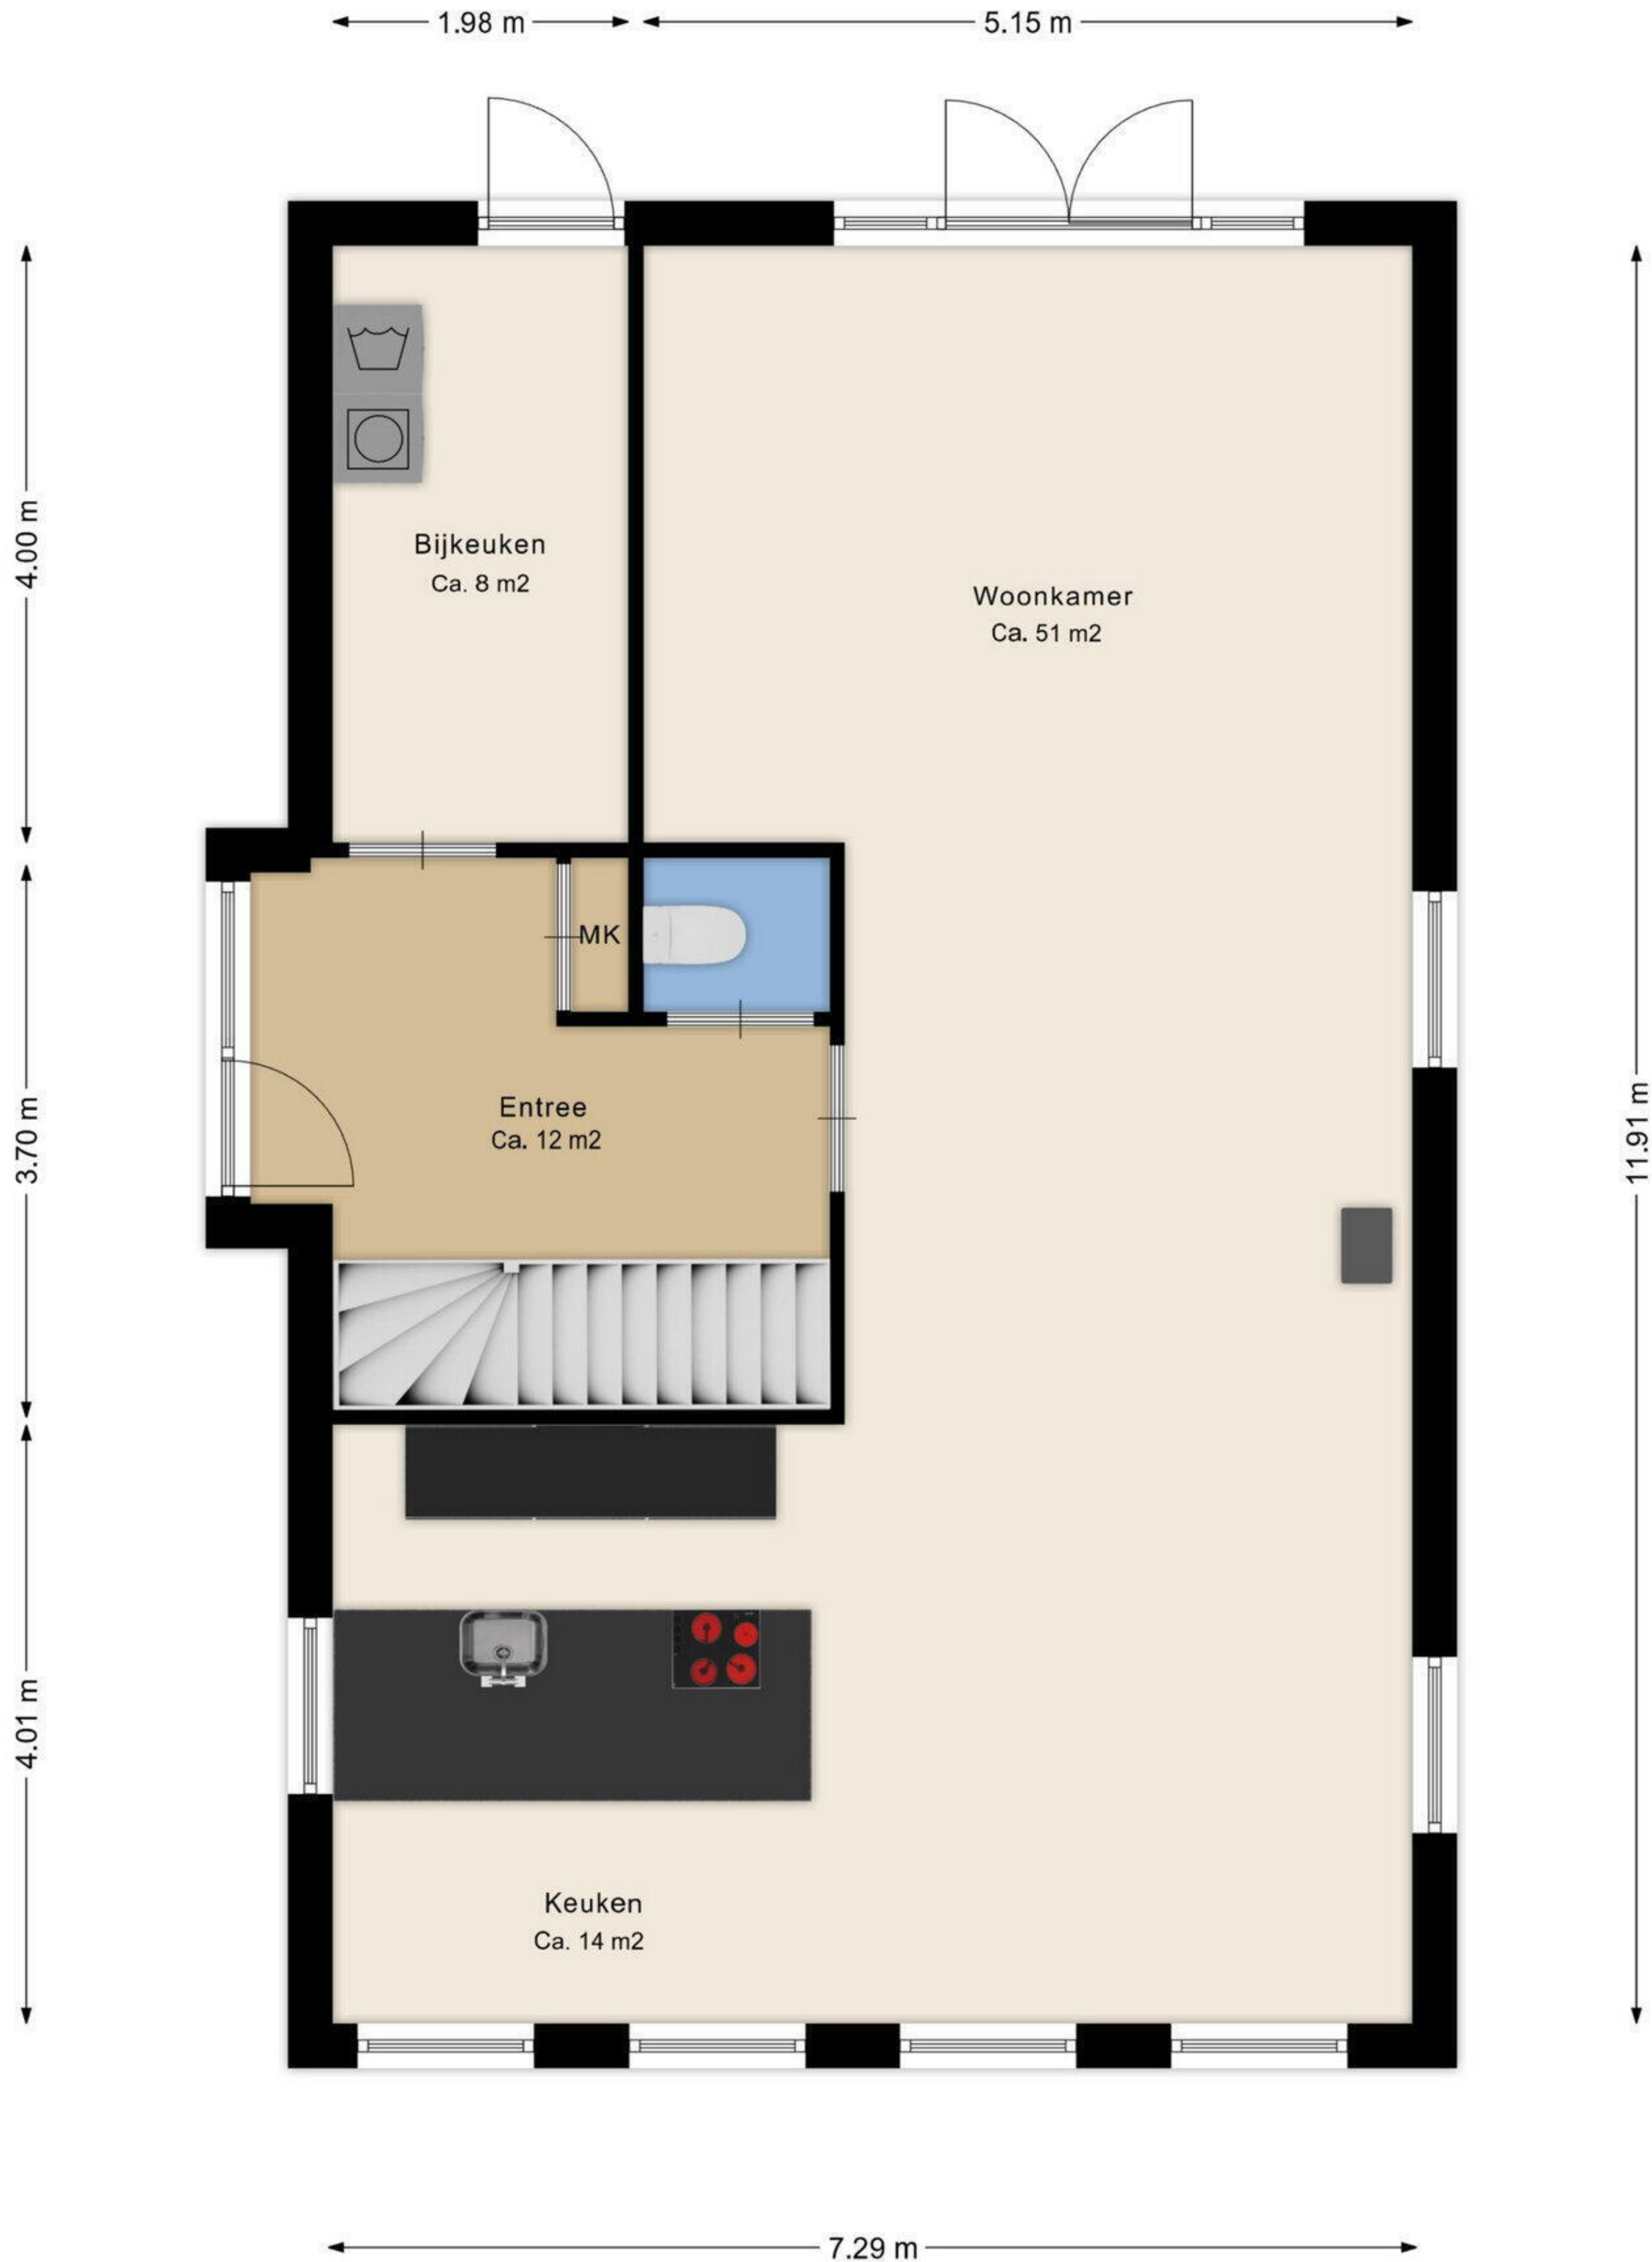 1.98 m
5.15 m
4.00 m
Bijkeuken
Ca. 8 m2
Woonkamer
Ca. 51 m2
MK
3.70 m
Entree
Ca. 12 m2
11.91 m
4.01 m
Keuken
Ca. 14 m2
7.29 m